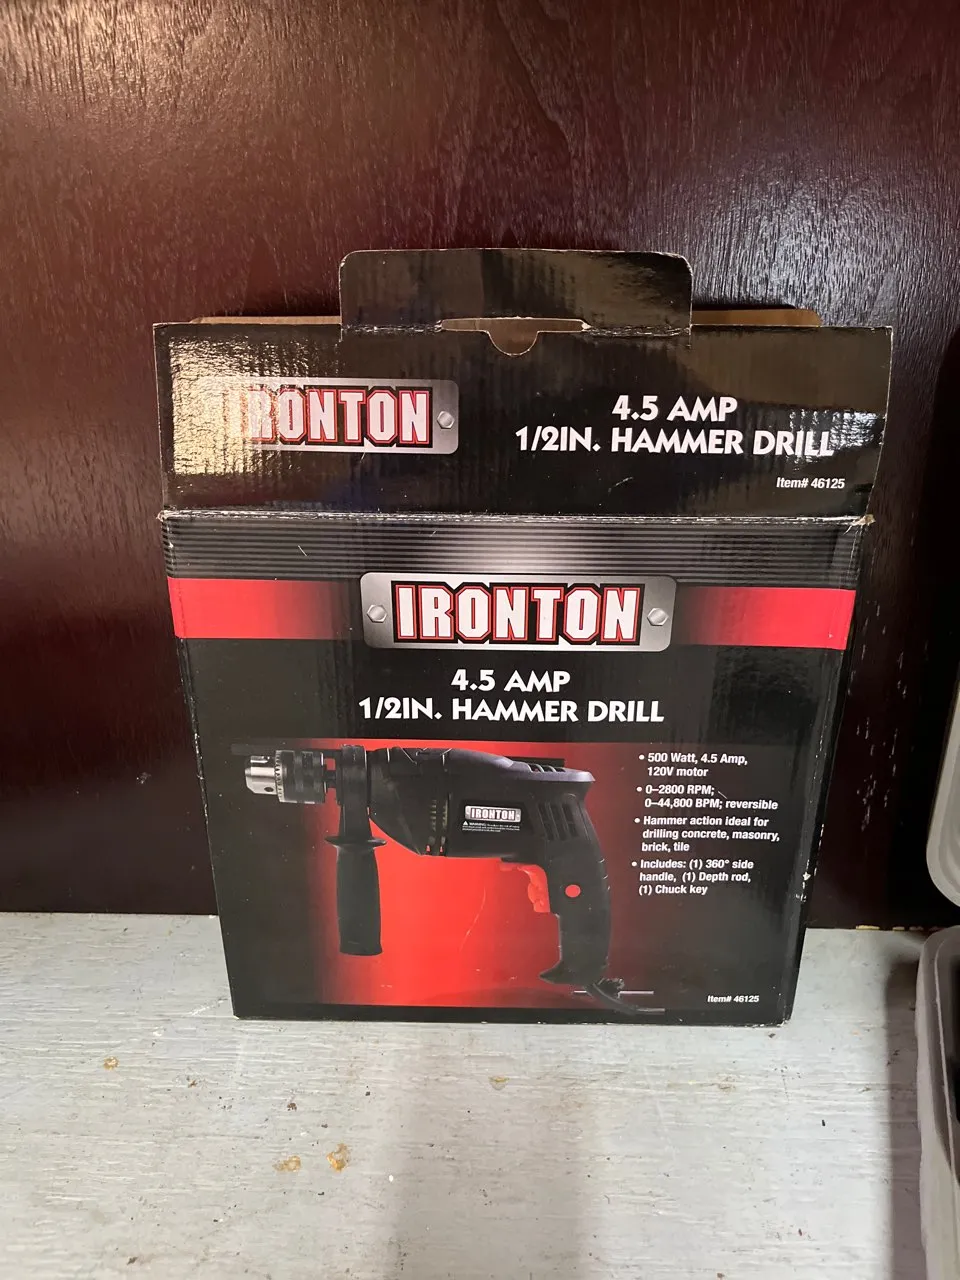 IRONTON
4.5 AMP
1/2IN. HAMMER DRILL
Item# 46125
IRONTON
4.5 AMP
1/2IN. HAMMER DRILL
• 500 Watt, 4.5 Amp,
120V motor
• 0–2800 RPM;
0–44,800 BPM; reversible
• Hammer action ideal for
drilling concrete, masonry,
brick, tile
• Includes: (1) 360° side
handle, (1) Depth rod,
(1) Chuck key
IRONTON
WARNING
Item# 46125